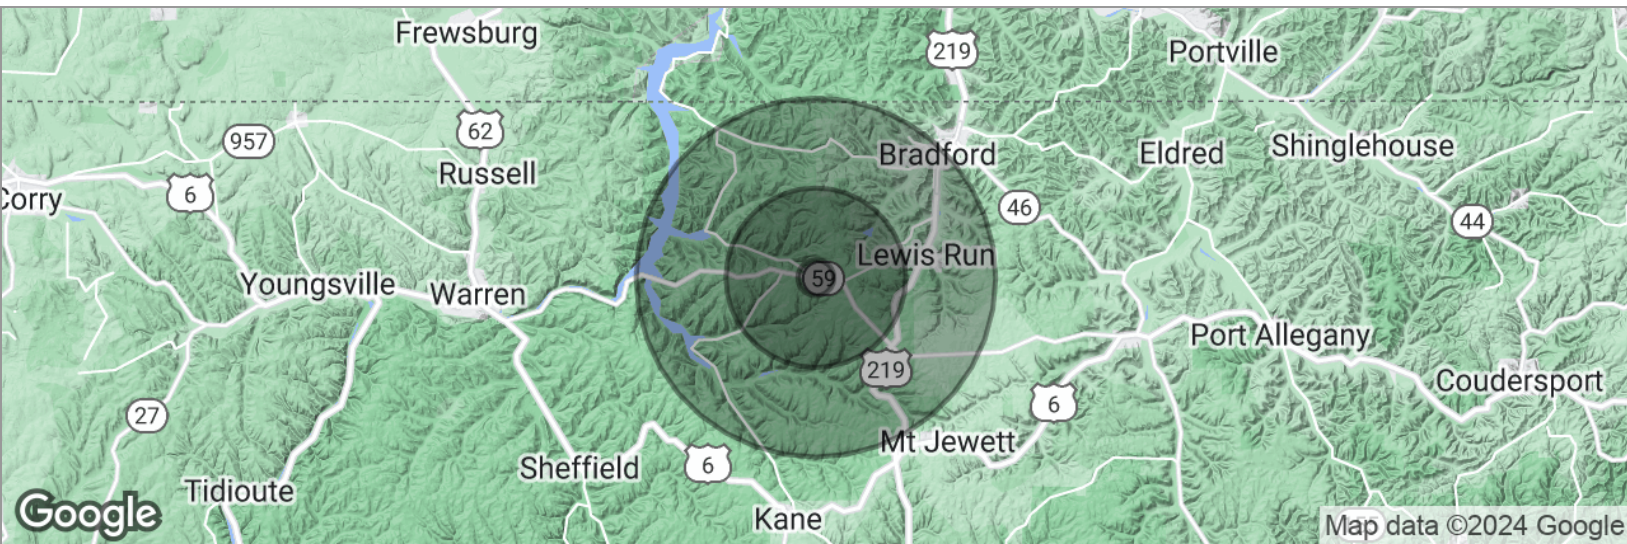 Frewsburg
219
Portville
957
62
Bradford
Eldred
Shinglehouse
Russell
Corry
6
46
44
59
Lewis Run
Youngsville
Warren
Port Allegany
219
Coudersport
27
6
Mt Jewett
Sheffield
6
Tidioute
Kane
Google
Map data ©2024 Google